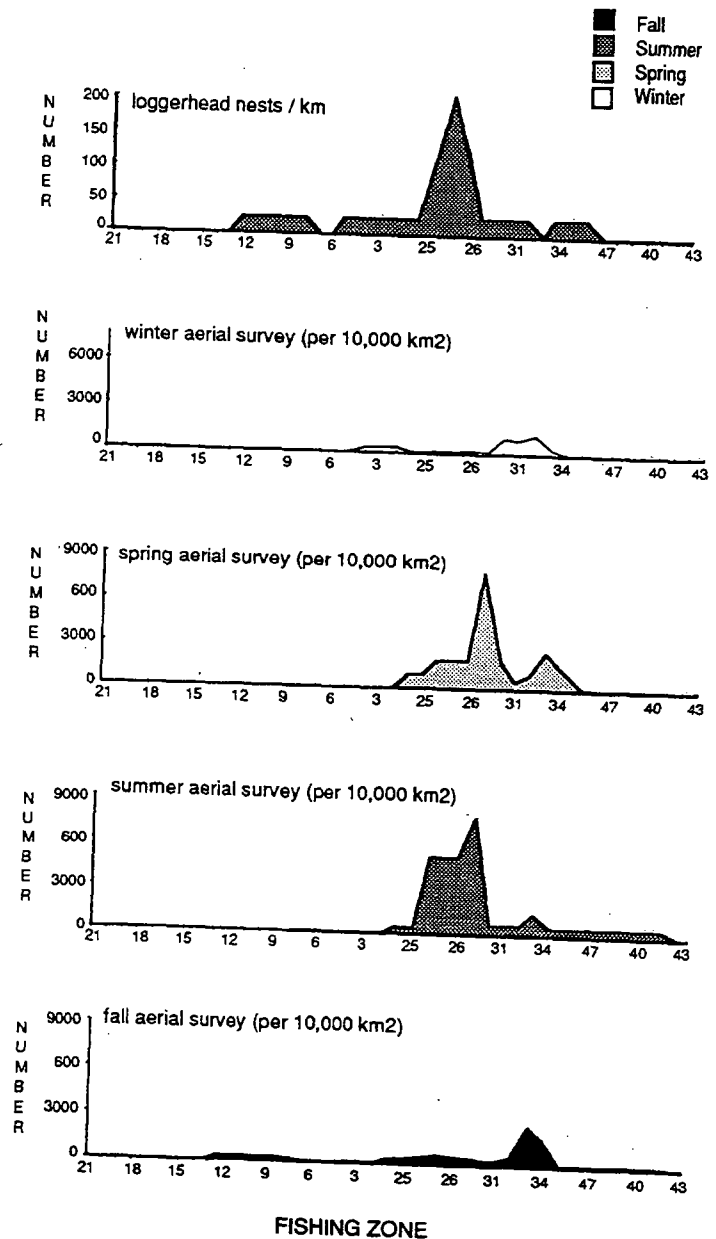 Fall
Summer
Spring
Winter
NUMBER
200
150
100
50
0
loggerhead nests / km
21 18 15 12 9 6 3 25 26 31 34 47 40 43
NUMBER
6000
3000
0
winter aerial survey (per 10,000 km2)
21 18 15 12 9 6 3 25 26 31 34 47 40 43
NUMBER
9000
600
3000
0
spring aerial survey (per 10,000 km2)
21 18 15 12 9 6 3 25 26 31 34 47 40 43
NUMBER
9000
600
3000
0
summer aerial survey (per 10,000 km2)
21 18 15 12 9 6 3 25 26 31 34 47 40 43
NUMBER
9000
600
3000
0
fall aerial survey (per 10,000 km2)
21 18 15 12 9 6 3 25 26 31 34 47 40 43
FISHING ZONE